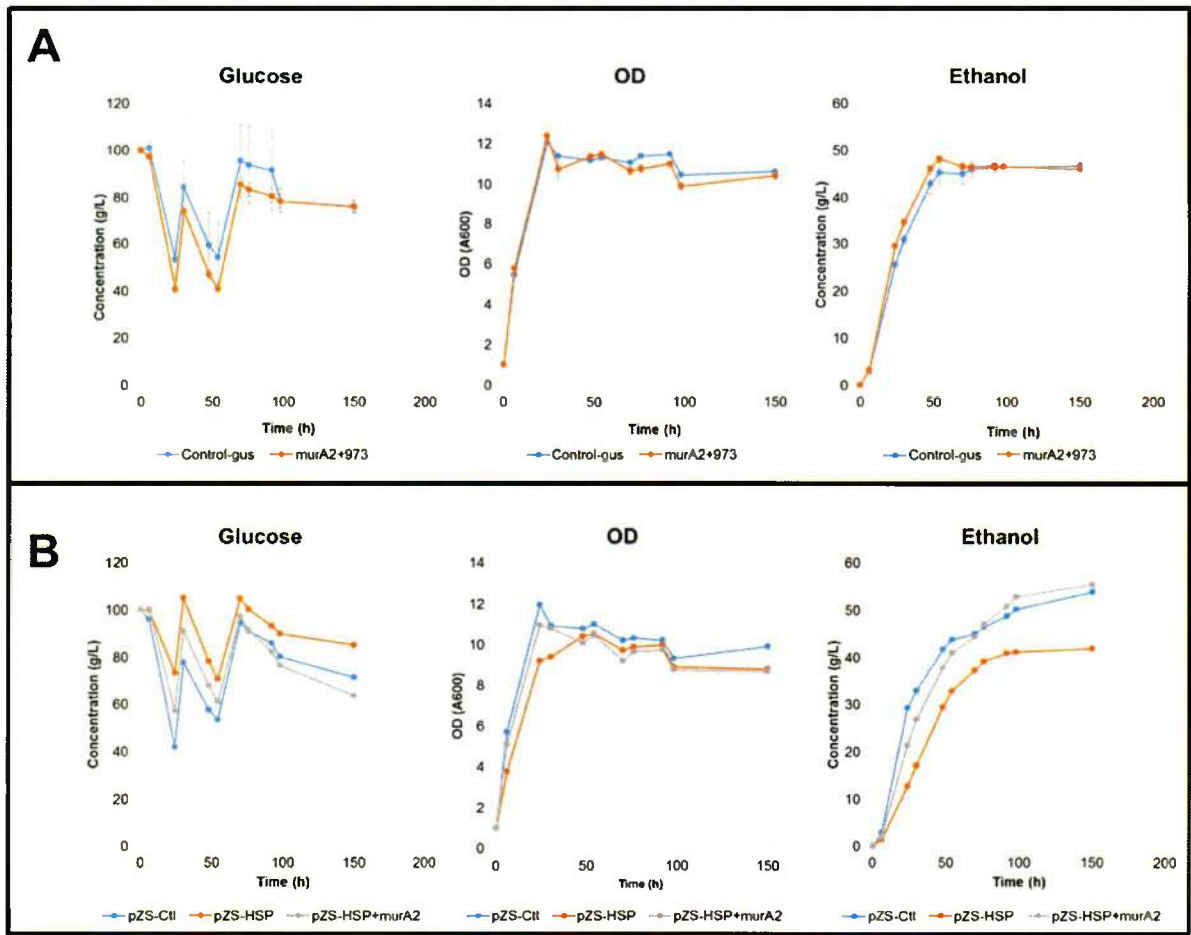 A
Glucose
OD
Ethanol
120
100
80
60
40
20
0
Concentration (g/L)
0 50 100 150 200
Time (h)
Control-gus murA2+973
14
12
10
8
6
4
2
0
OD (A600)
0 50 100 150
Time (h)
Control-gus murA2+973
60
50
40
30
20
10
0
Concentration (g/L)
0 50 100 150 200
Time (h)
Control-gus murA2+973
B
Glucose
OD
Ethanol
120
100
80
60
40
20
0
Concentration (g/L)
0 50 100 150 200
Time (h)
pZS-Ctl pZS-HSP pZS-HSP+murA2
14
12
10
8
6
4
2
0
OD (A600)
0 50 100 150
Time (h)
pZS-Ctt pZS-HSP pZS-HSP+murA2
60
50
40
30
20
10
0
Concentration (g/L)
0 50 100 150 200
Time (h)
pZS-Ctt pZS-HSP pZS-HSP+murA2